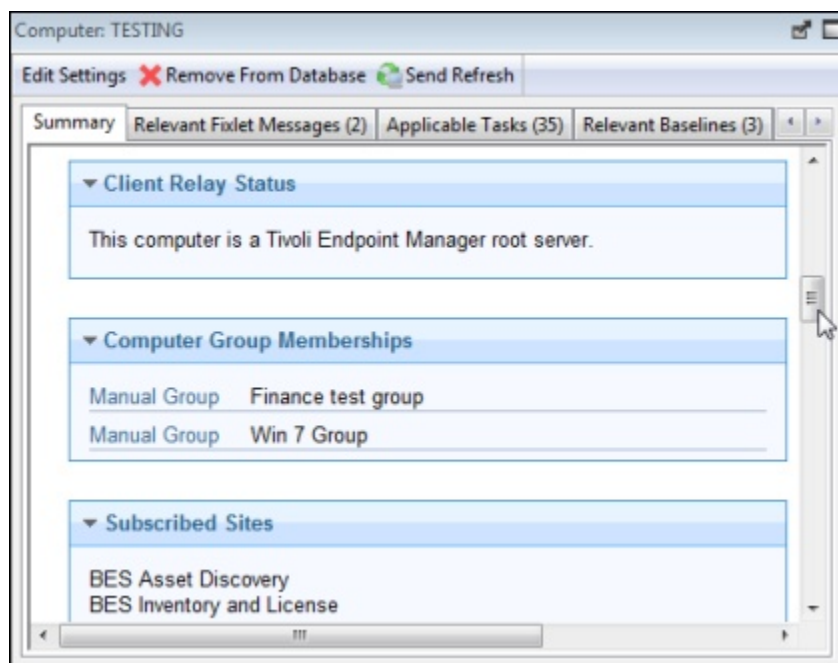 Computer: TESTING
Edit Settings Remove From Database Send Refresh
Summary Relevant Fixlet Messages (2) Applicable Tasks (35) Relevant Baselines (3)
Client Relay Status
This computer is a Tivoli Endpoint Manager root server.
Computer Group Memberships
Manual Group Finance test group
Manual Group Win 7 Group
Subscribed Sites
BES Asset Discovery
BES Inventory and License